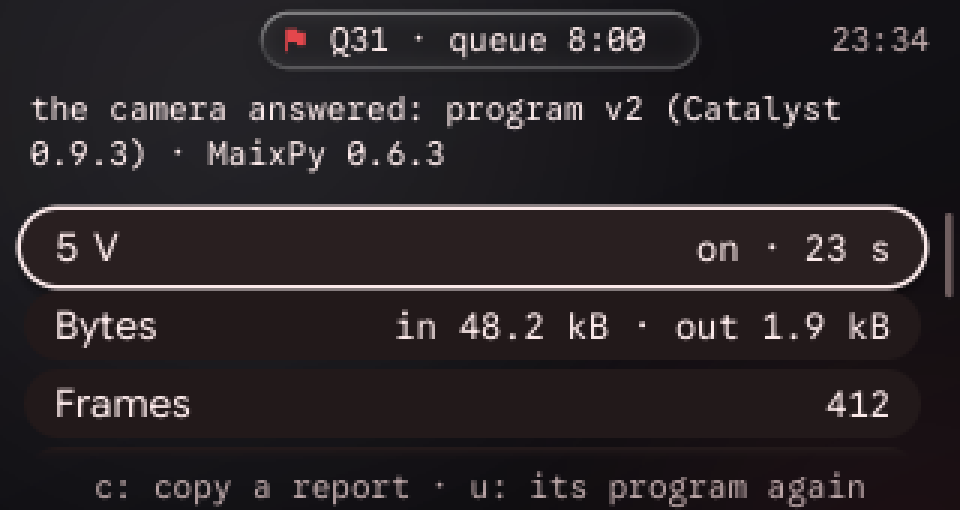 Q31 · queue 8:00
23:34
the camera answered: program v2 (Catalyst
0.9.3) · MaixPy 0.6.3
5 V on · 23 s
Bytes in 48.2 kB · out 1.9 kB
Frames 412
c: copy a report · u: its program again